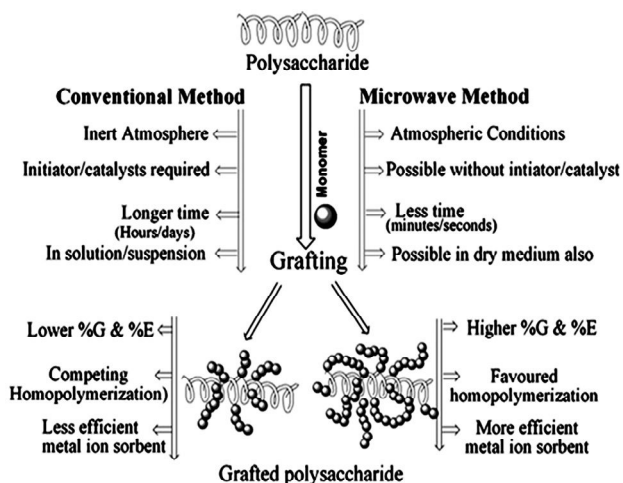 Polysaccharide
Conventional Method
Inert Atmosphere
Initiator/catalysts required
Longer time
(Hours/days)
In solution/suspension
Monomer
Microwave Method
Atmospheric Conditions
Possible without intiator/catalyst
Less time
(minutes/seconds)
Possible in dry medium also
Grafting
Lower %G & %E
Competing
Homopolymerization)
Less efficient
metal ion sorbent
Higher %G & %E
Favoured
homopolymerization
More efficient
metal ion sorbent
Grafted polysaccharide